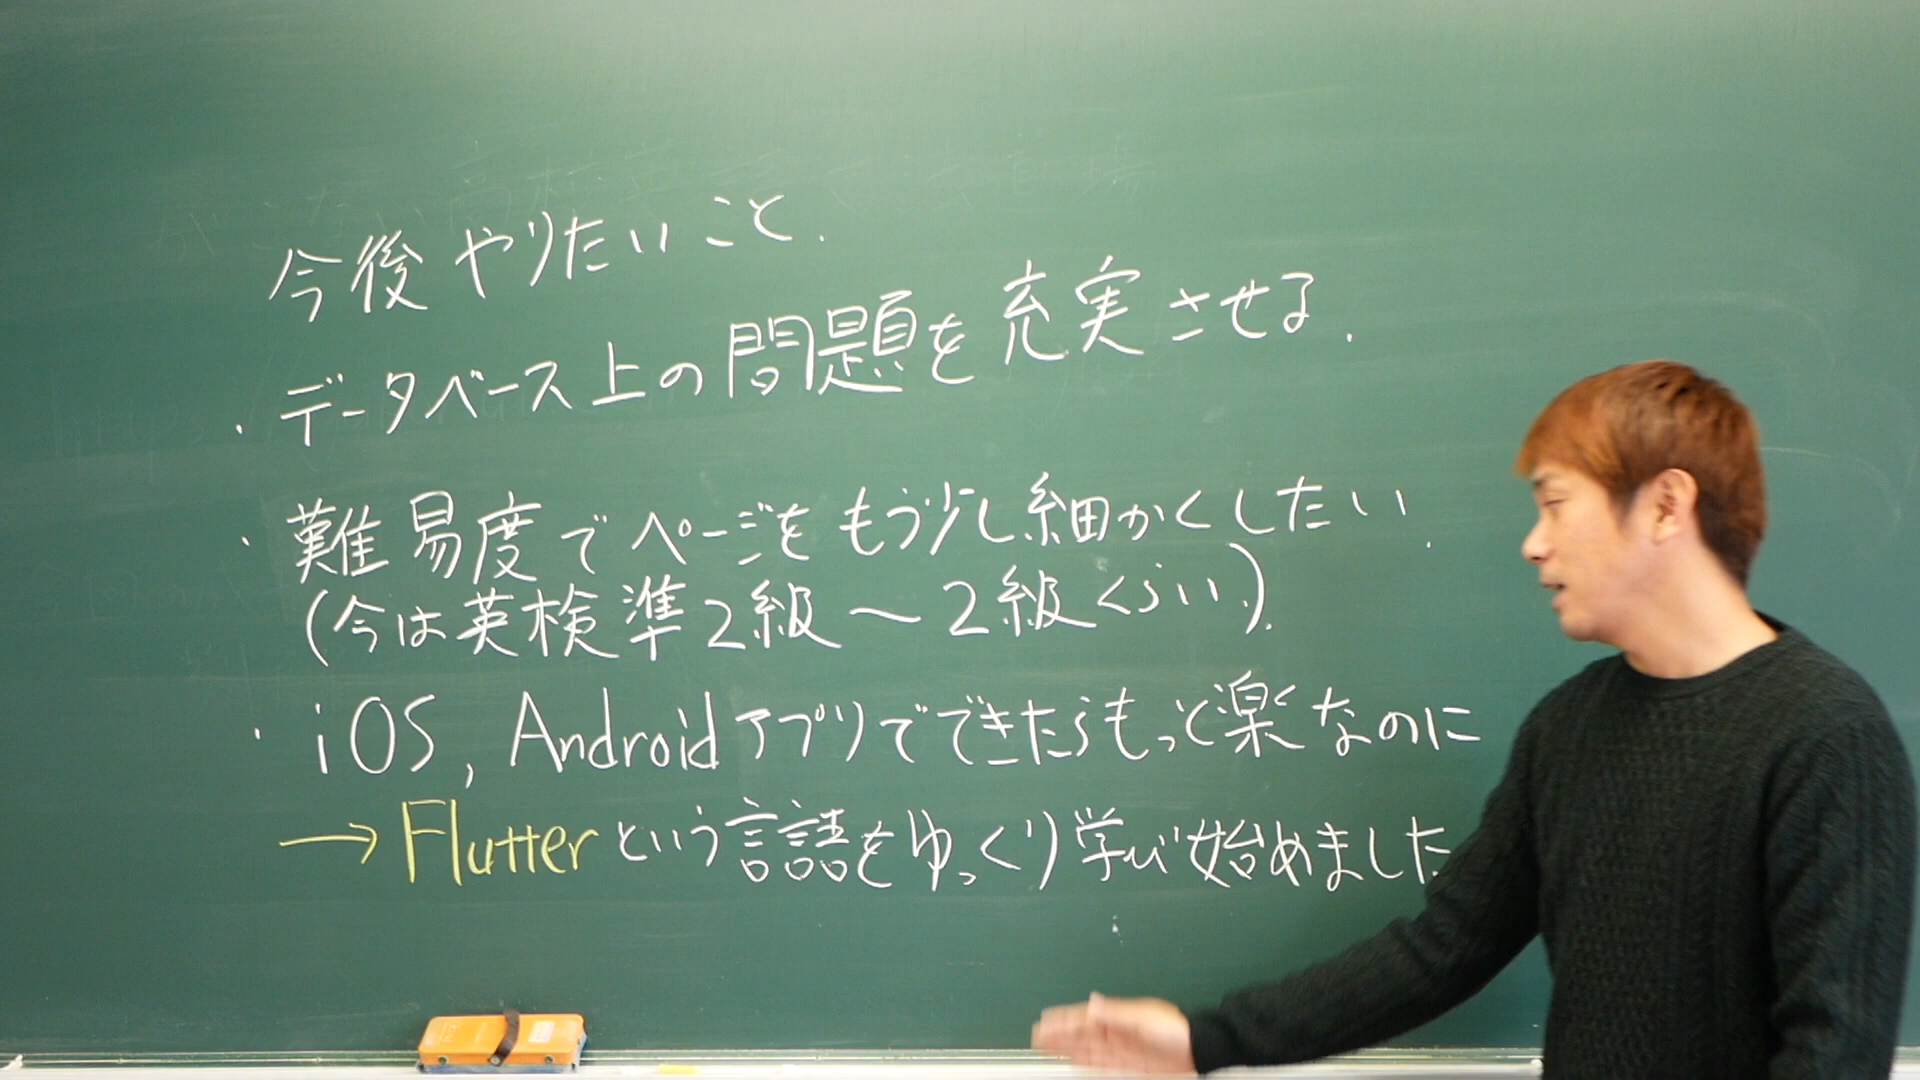 今後やりたいこと.
・データベース上の問題を充実させる.
・難易度でページをもう少し細かくしたい.
(今は英検準2級〜2級くらい).
・iOS, Androidアプリでできたらもっと楽なのに
→Flutterという言語をゆっくり学び始めました